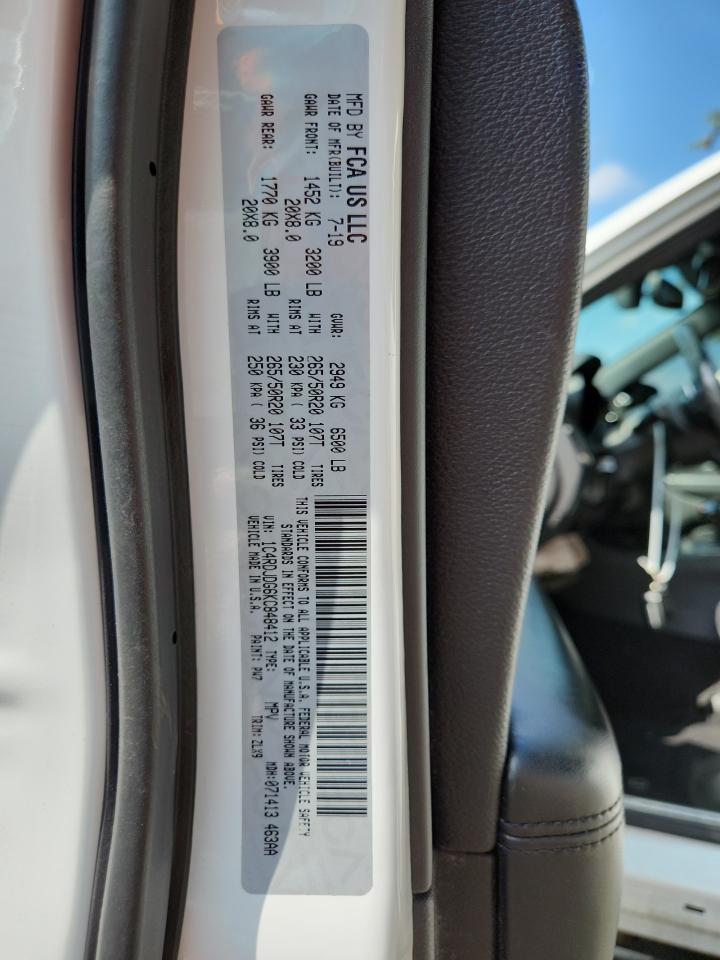 MFD BY FCA US LLC
DATE OF MFR(BUILT): 7-19 GVWR: 2949 KG 6500 LB
GAWR FRONT: 1452 KG 3200 LB WITH 265/50R20 107T TIRES
20X8.0 RIMS AT 230 KPA ( 33 PSI) COLD
GAWR REAR: 1770 KG 3900 LB WITH 265/50R20 107T TIRES
20X8.0 RIMS AT 250 KPA ( 36 PSI) COLD
THIS VEHICLE CONFORMS TO ALL APPLICABLE U.S.A. FEDERAL MOTOR VEHICLE SAFETY
STANDARDS IN EFFECT ON THE DATE OF MANUFACTURE SHOWN ABOVE.
VIN: 1C4RDJDG6KC848412 TYPE: MPV MDH:071413 463AA
VEHICLE MADE IN U.S.A. PAINT: PW7 TRIM: ZLX9